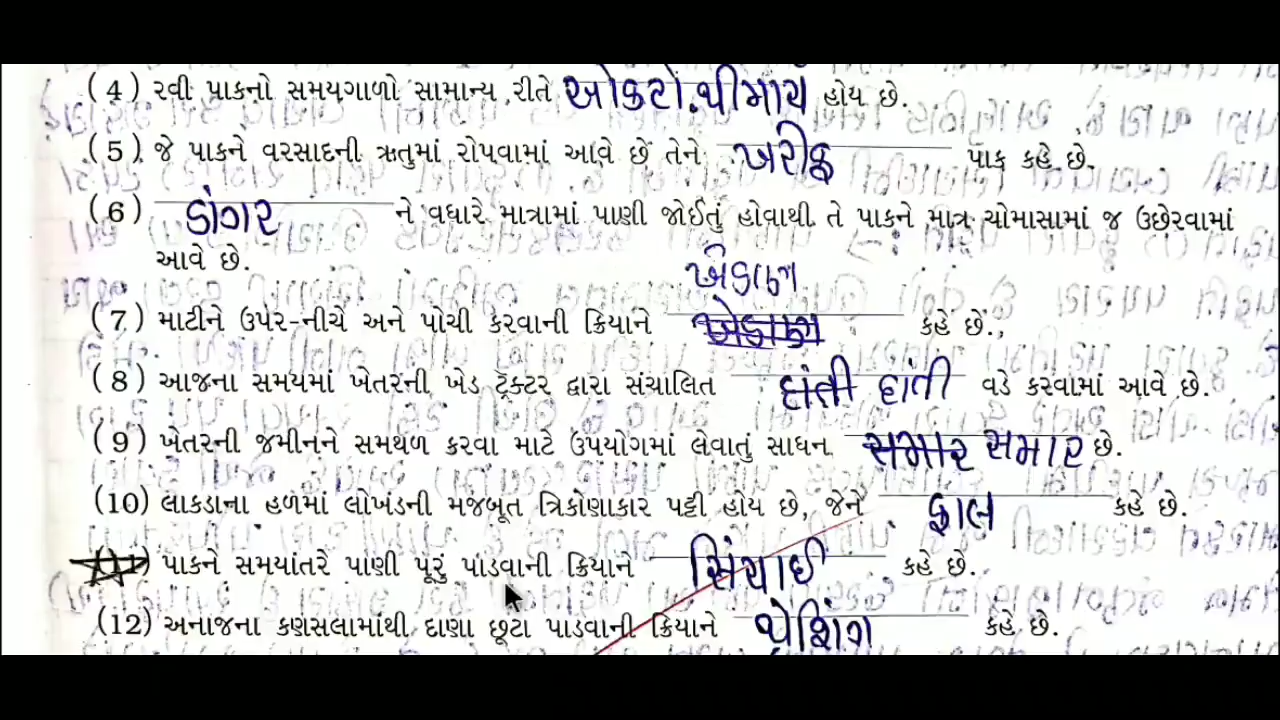 (4) રવી પાકનો સમયગાળો સામાન્ય રીતે ઓકટો.થીમાર્ચ હોય છે.
(5) જે પાકને વરસાદની ઋતુમાં રોપવામાં આવે છે તેને ખરીફ પાક કહે છે.
(6) ડાંગર ને વધારે માત્રામાં પાણી જોઈતું હોવાથી તે પાકને માત્ર ચોમાસામાં જ ઉછેરવામાં
આવે છે.
ખેડાણ
(7) માટીને ઉપર-નીચે અને પોચી કરવાની ક્રિયાને ખેડાણ કહે છે.
(8) આજના સમયમાં ખેતરની ખેડ ટ્રૅક્ટર દ્વારા સંચાલિત દાંતી દાંતી વડે કરવામાં આવે છે.
(9) ખેતરની જમીનને સમથળ કરવા માટે ઉપયોગમાં લેવાતું સાધન સમાર સમાર છે.
(10) લાકડાના હળમાં લોખંડની મજબૂત ત્રિકોણાકાર પટ્ટી હોય છે, જેને ફાલ કહે છે.
પાકને સમયાંતરે પાણી પૂરું પાડવાની ક્રિયાને સિંચાઈ કહે છે.
(12) અનાજના કણસલામાંથી દાણા છૂટા પાડવાની ક્રિયાને થ્રેશિંગ કહે છે.